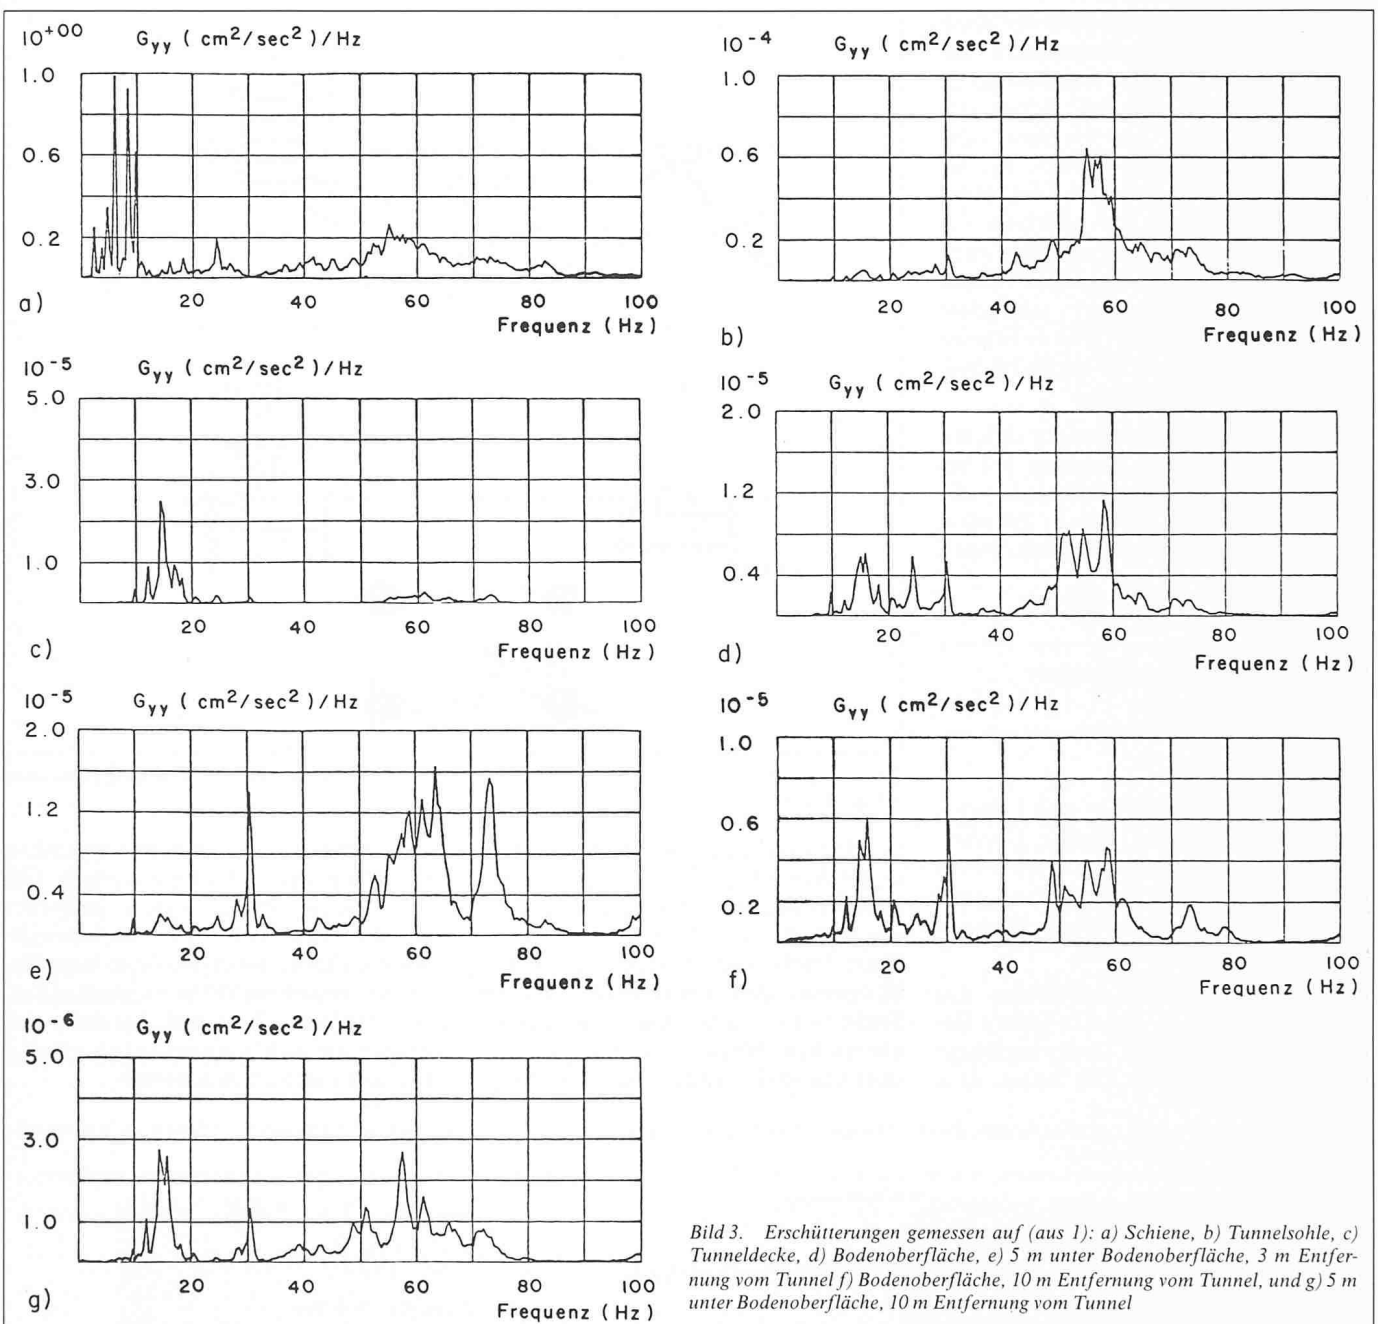 10+00 Gyy ( cm2/sec2 )/Hz
1.0
0.6
0.2
20 40 60 80 100
a)
Frequenz (Hz)
10-4 Gyy ( cm2/sec2 )/Hz
1.0
0.6
0.2
20 40 60 80 100
b)
Frequenz (Hz)
10-5 Gyy ( cm2/sec2 )/Hz
5.0
3.0
1.0
20 40 60 80 100
c)
Frequenz (Hz)
10-5 Gyy ( cm2/sec2 )/Hz
2.0
1.2
0.4
20 40 60 80 100
d)
Frequenz (Hz)
10-5 Gyy ( cm2/sec2 )/Hz
2.0
1.2
0.4
20 40 60 80 100
e)
Frequenz (Hz)
10-5 Gyy ( cm2/sec2 )/Hz
1.0
0.6
0.2
20 40 60 80 100
f)
Frequenz (Hz)
10-6 Gyy ( cm2/sec2 )/Hz
5.0
3.0
1.0
20 40 60 80 100
g)
Frequenz (Hz)
Bild 3. Erschütterungen gemessen auf (aus 1): a) Schiene, b) Tunnelsohle, c)
Tunneldecke, d) Bodenoberfläche, e) 5 m unter Bodenoberfläche, 3 m Entfer-
nung vom Tunnel f) Bodenoberfläche, 10 m Entfernung vom Tunnel, und g) 5 m
unter Bodenoberfläche, 10 m Entfernung vom Tunnel